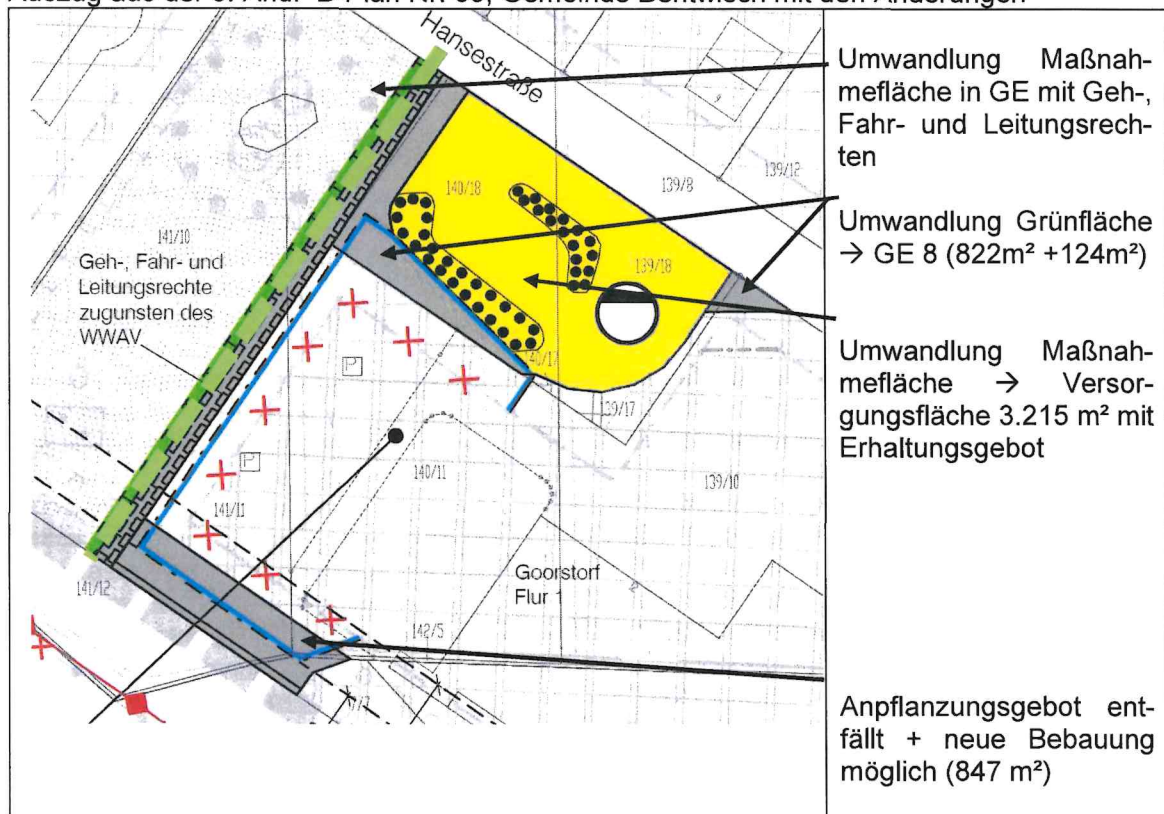 Hansestraße
139/8
139/12
140/18
141/10
Geh-, Fahr- und
Leitungsrechte
zugunsten des
WWAV
139/18
140/17
P
139/17
P
140/11
139/10
141/11
Goorstorf
Flur 1
141/12
142/5
Umwandlung Maßnah-
mefläche in GE mit Geh-,
Fahr- und Leitungsrech-
ten
Umwandlung Grünfläche
→ GE 8 (822m² +124m²)
Umwandlung Maßnah-
mefläche → Versor-
gungsfläche 3.215 m² mit
Erhaltungsgebot
Anpflanzungsgebot ent-
fällt + neue Bebauung
möglich (847 m²)